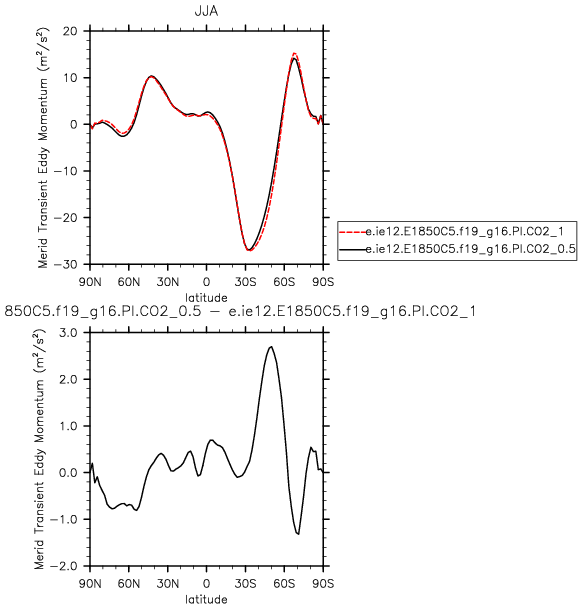 JJA
20
10
0
−10
−20
−30
Merid Transient Eddy Momentum (m²/s²)
90N 60N 30N 0 30S 60S 90S
latitude
e.ie12.E1850C5.f19_g16.PI.CO2_1
e.ie12.E1850C5.f19_g16.PI.CO2_0.5
850C5.f19_g16.PI.CO2_0.5 − e.ie12.E1850C5.f19_g16.PI.CO2_1
3.0
2.0
1.0
0.0
−1.0
−2.0
Merid Transient Eddy Momentum (m²/s²)
90N 60N 30N 0 30S 60S 90S
latitude